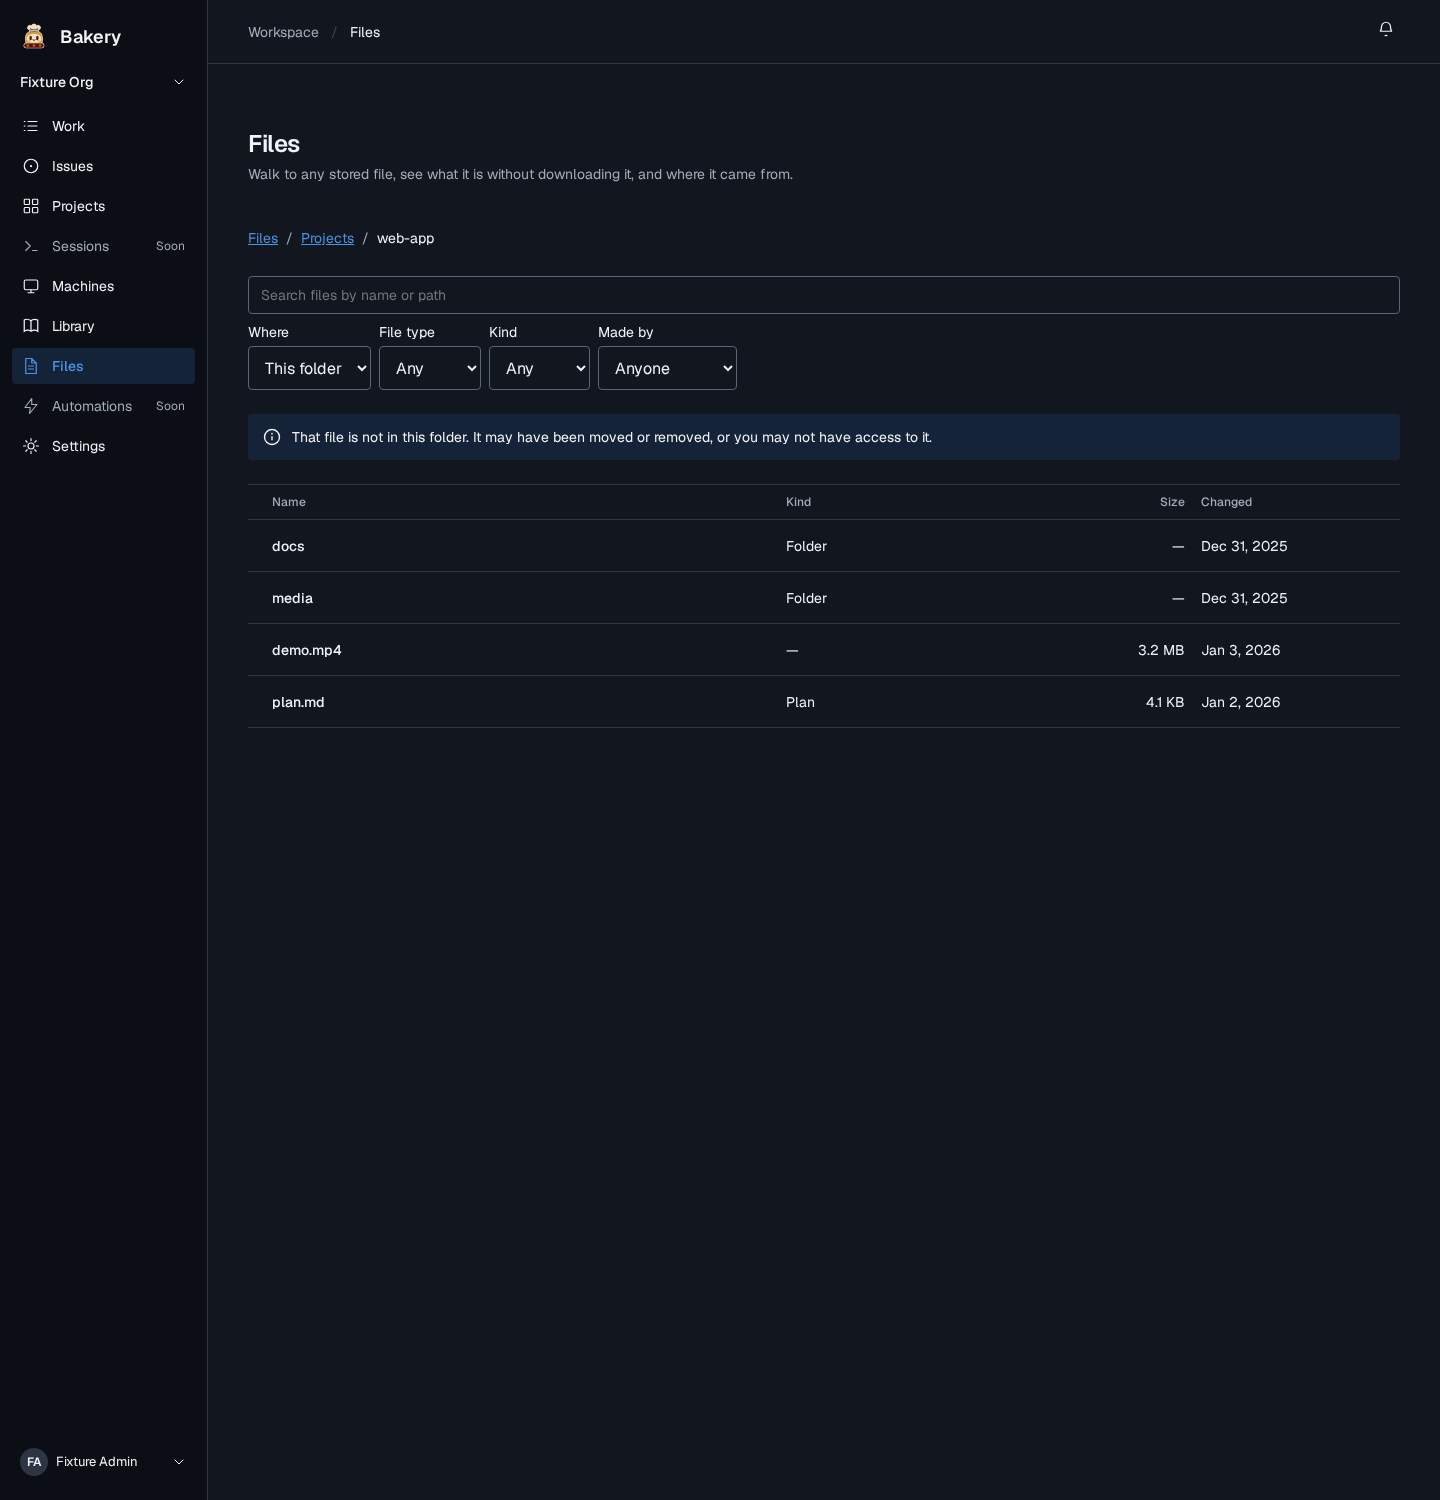 Bakery
Fixture Org
Work
Issues
Projects
Sessions Soon
Machines
Library
Files
Automations Soon
Settings
FA Fixture Admin
Workspace / Files
Files
Walk to any stored file, see what it is without downloading it, and where it came from.
Files / Projects / web-app
Search files by name or path
Where File type Kind Made by
This folder Any Any Anyone
That file is not in this folder. It may have been moved or removed, or you may not have access to it.
Name Kind Size Changed
docs Folder — Dec 31, 2025
media Folder — Dec 31, 2025
demo.mp4 — 3.2 MB Jan 3, 2026
plan.md Plan 4.1 KB Jan 2, 2026